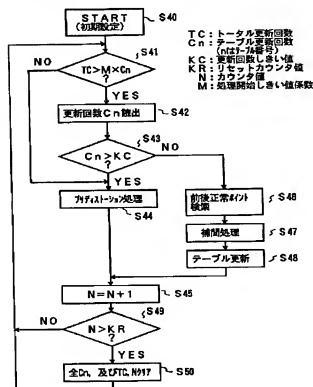 START
(初期設定)
S40
TC:トータル更新回数
Cn:テーブル更新回数
(nはテーブル番号)
KC:更新回数しきい値
KR:リセットカウンタ値
N:カウンタ値
M:処理開始しきい値係数
S41
NO
TC>M×Cn
?
YES
更新回数Cn読出
S42
S43
Cn>KC
?
NO
YES
プリディストーション処理
S44
前後正常ポイント
検索
S46
補間処理
S47
テーブル更新
S48
N=N+1
S45
S49
NO
N>KR
?
YES
全Cn, 及びTC,Nクリア
S50